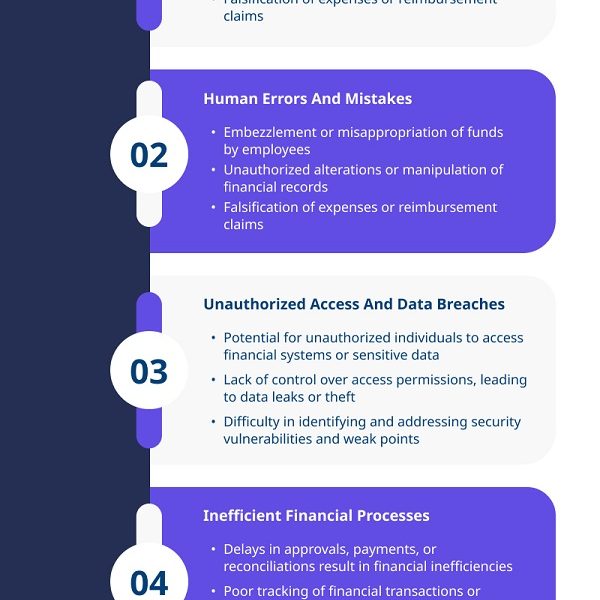 Falsification of expenses or reimbursement
claims
02
Human Errors And Mistakes
• Embezzlement or misappropriation of funds
by employees
• Unauthorized alterations or manipulation of
financial records
• Falsification of expenses or reimbursement
claims
03
Unauthorized Access And Data Breaches
• Potential for unauthorized individuals to access
financial systems or sensitive data
• Lack of control over access permissions, leading
to data leaks or theft
• Difficulty in identifying and addressing security
vulnerabilities and weak points
04
Inefficient Financial Processes
• Delays in approvals, payments, or
reconciliations result in financial inefficiencies
• Poor tracking of financial transactions or